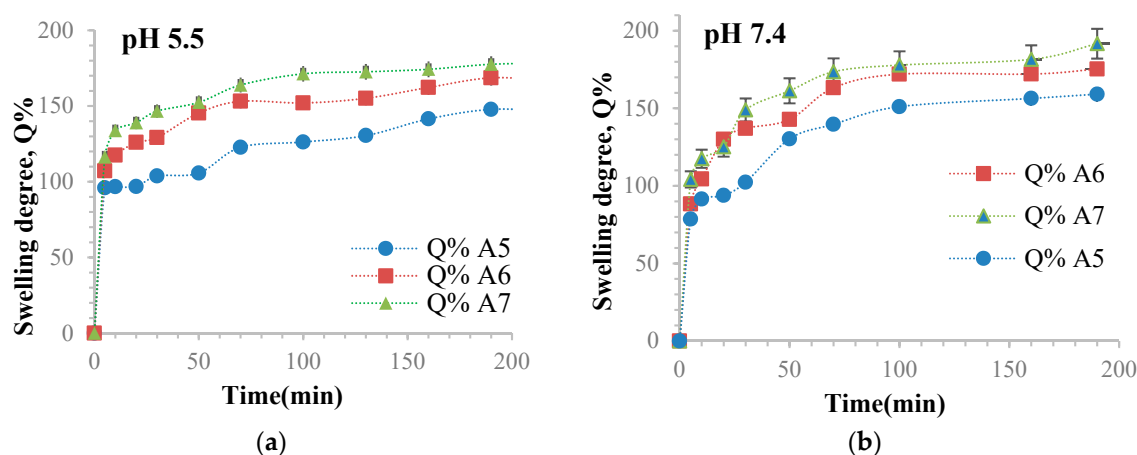 pH 5.5
Swelling degree, Q%
200
150
100
50
0
Q% A5
Q% A6
Q% A7
0 50 100 150 200
Time(min)
(a)
pH 7.4
Swelling degree, Q%
200
150
100
50
0
Q% A6
Q% A7
Q% A5
0 50 100 150 200
Time(min)
(b)